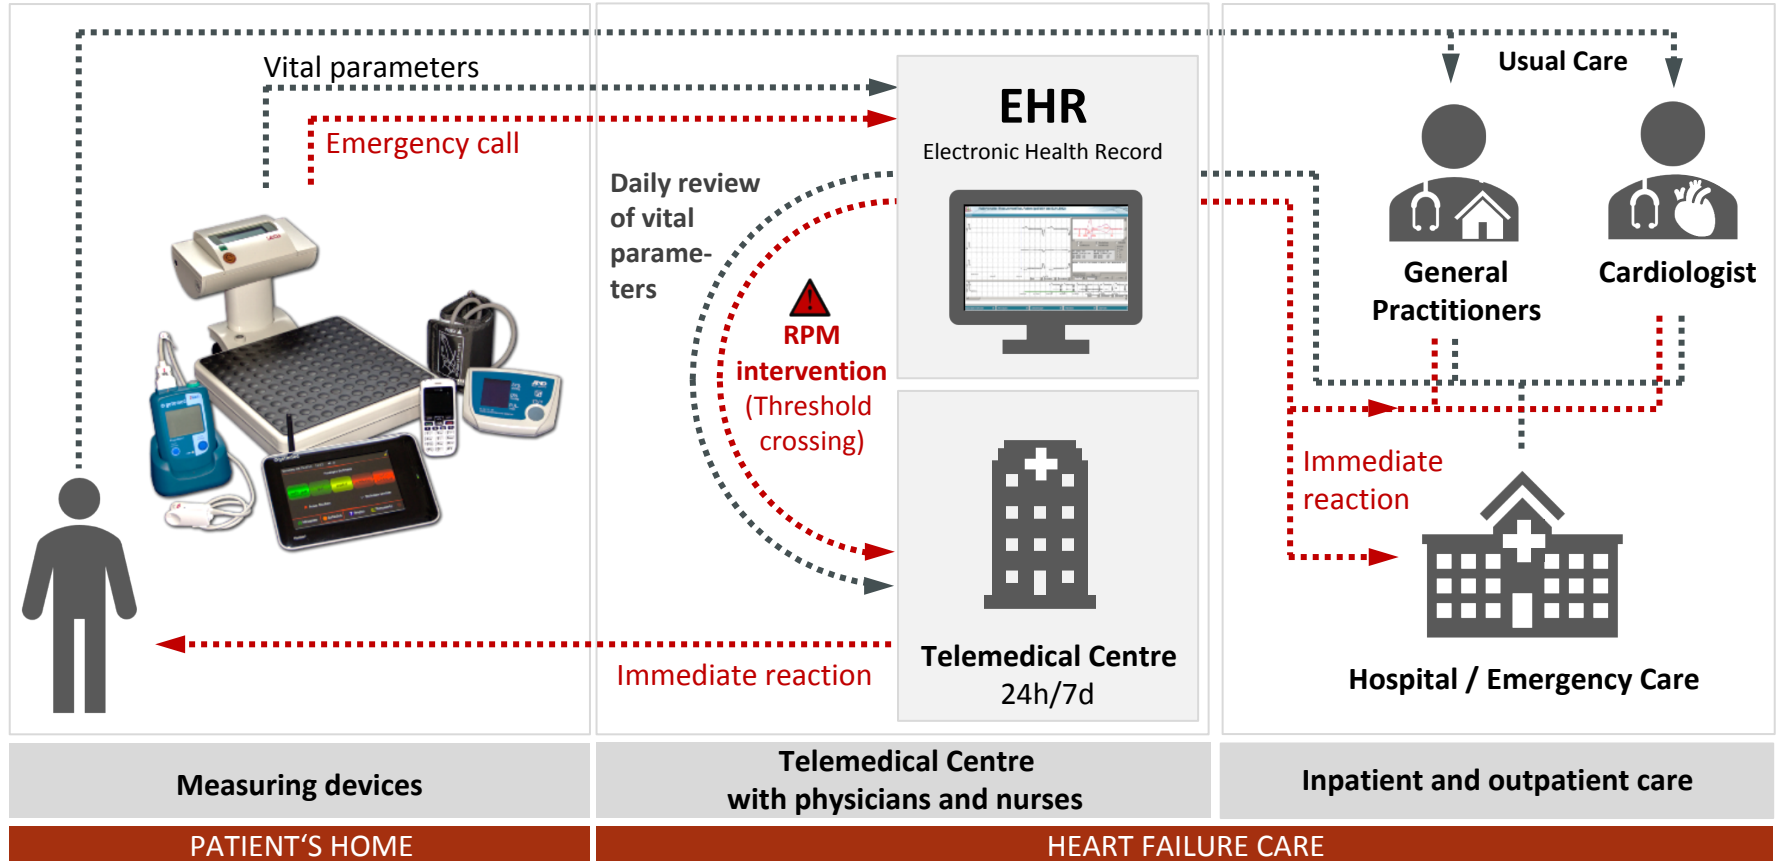 Vital parameters
Emergency call
Daily review
of vital
parame-
ters
RPM
intervention
(Threshold
crossing)
Immediate reaction
EHR
Electronic Health Record
Telemedical Centre
24h/7d
Usual Care
General
Practitioners
Cardiologist
Immediate
reaction
Hospital / Emergency Care
Measuring devices
Telemedical Centre
with physicians and nurses
Inpatient and outpatient care
PATIENT‘S HOME
HEART FAILURE CARE